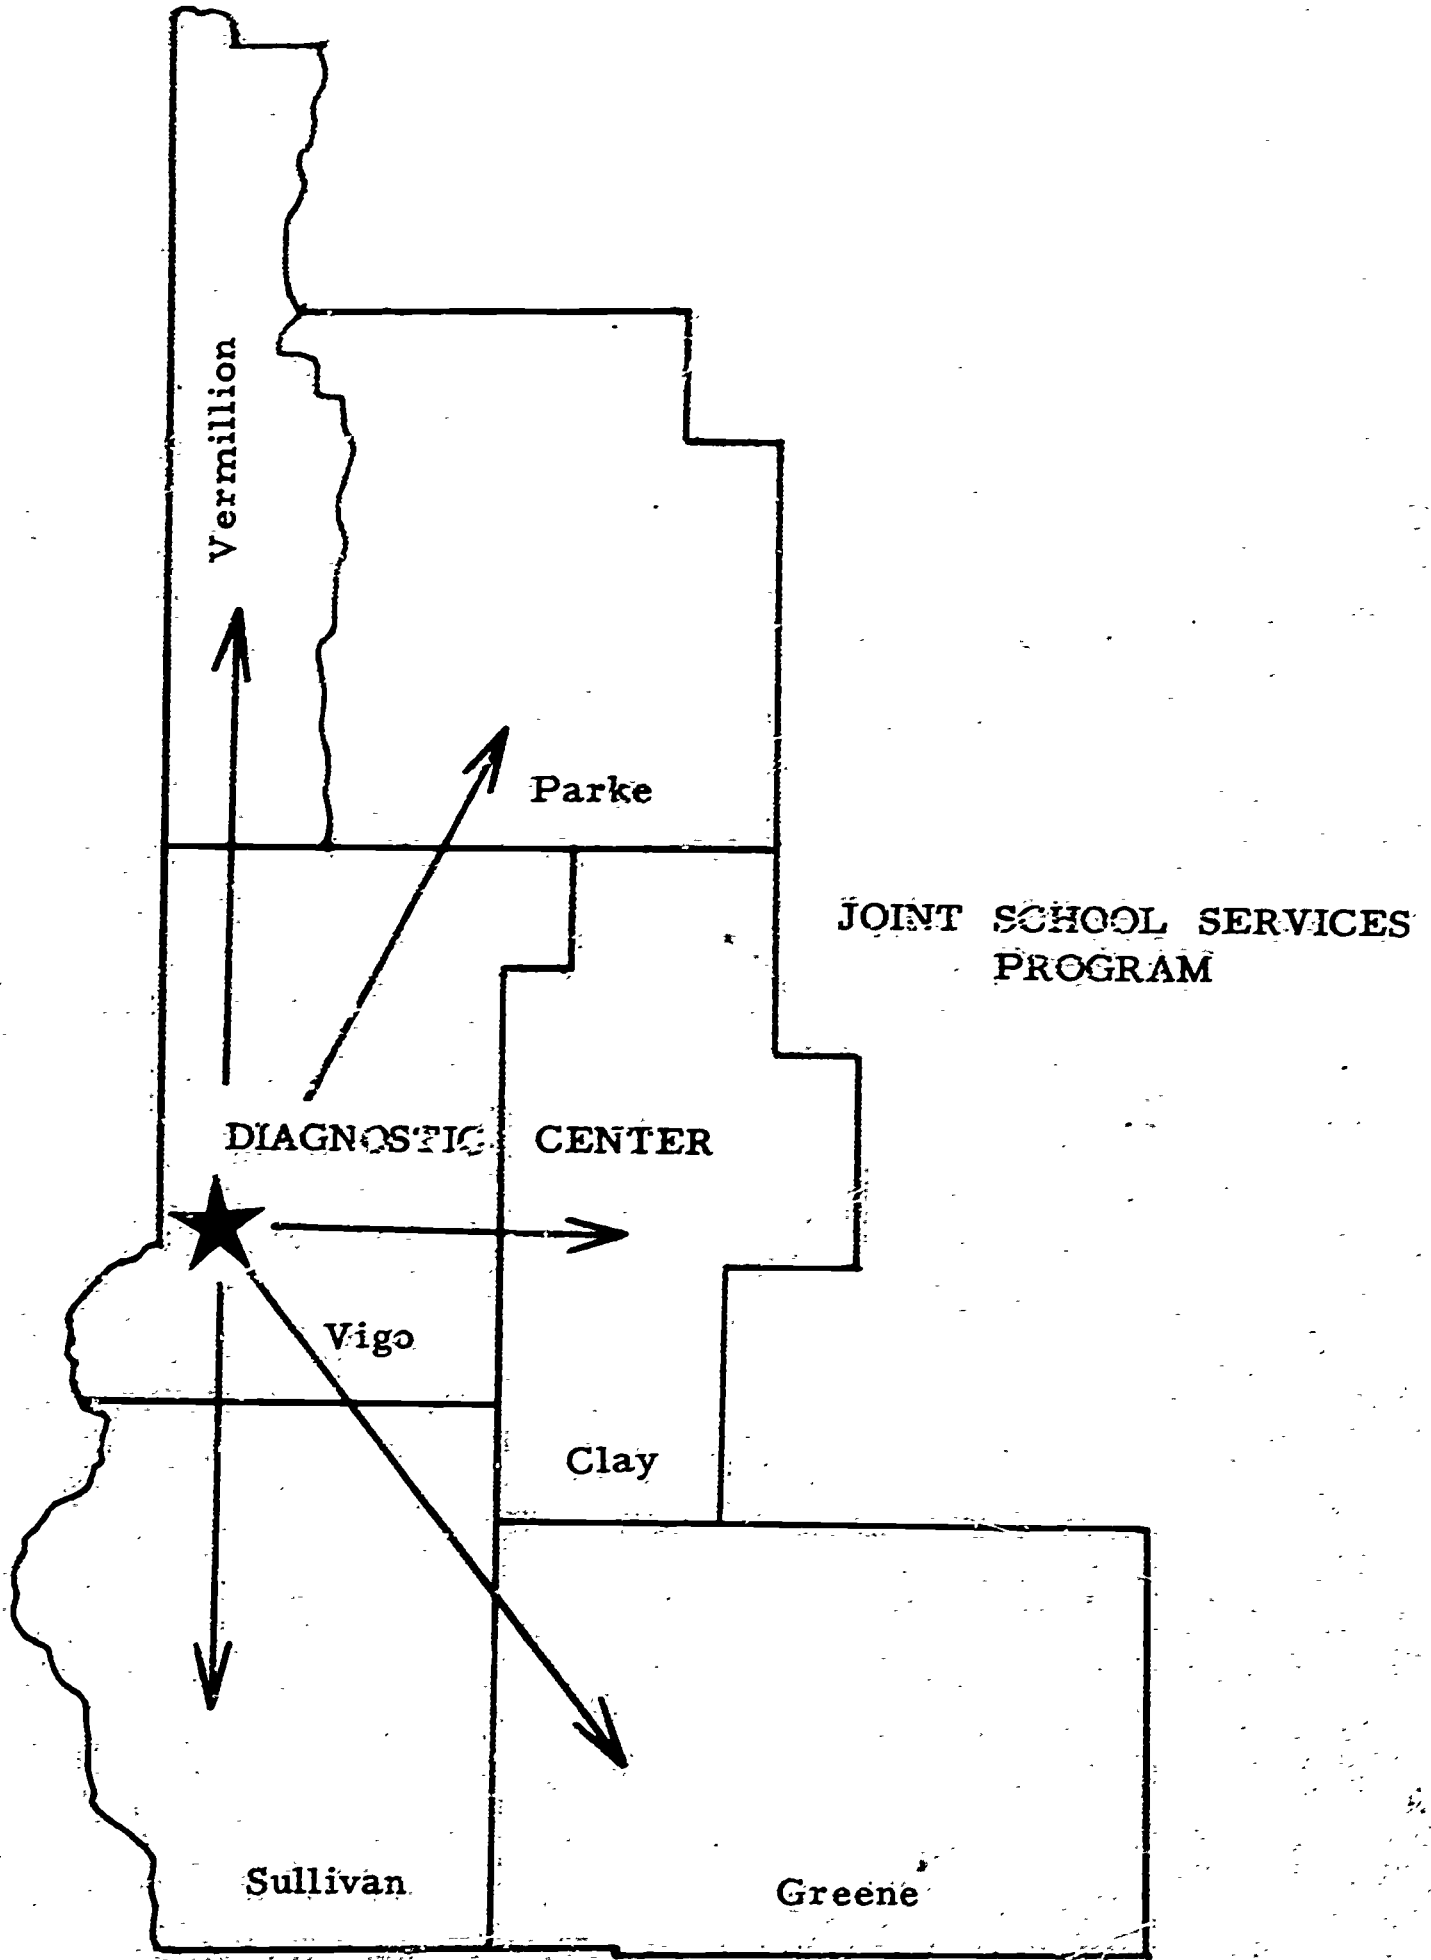 Vermillion
Parke
JOINT SCHOOL SERVICES
PROGRAM
DIAGNOSTIC CENTER
Vigo
Clay
Sullivan
Greene